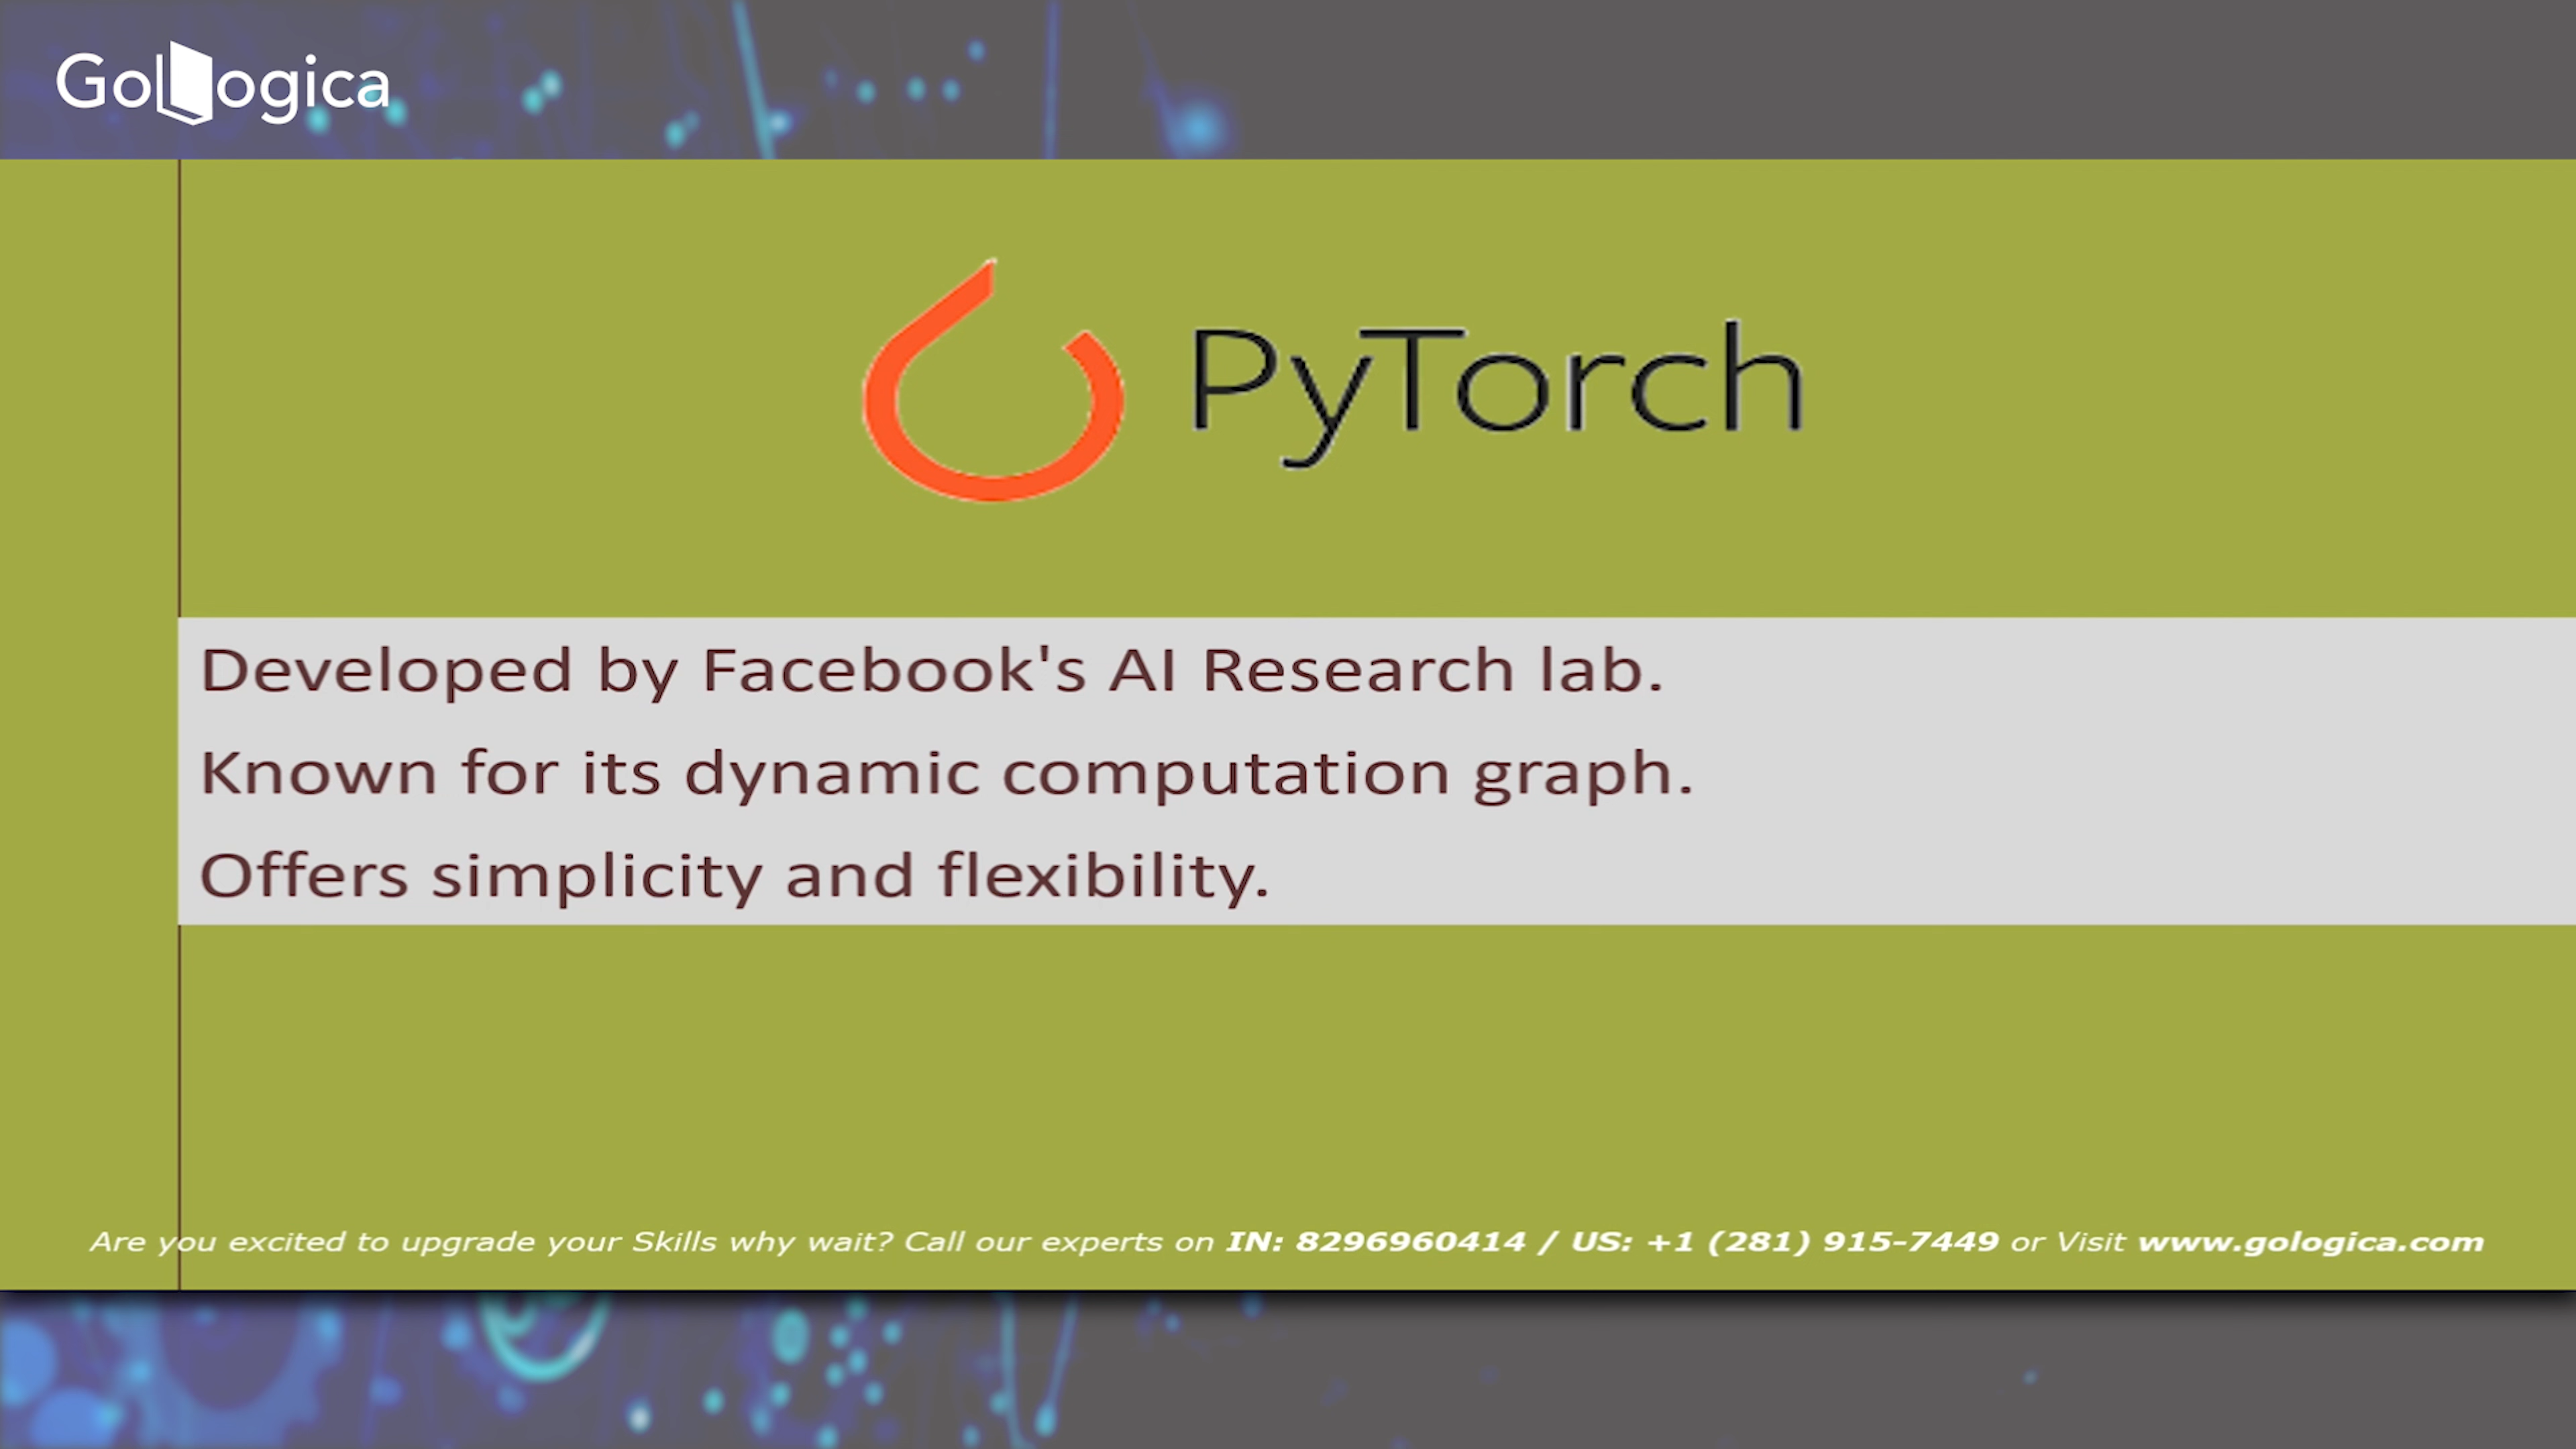 GoLogica
PyTorch
Developed by Facebook's AI Research lab.
Known for its dynamic computation graph.
Offers simplicity and flexibility.
Are you excited to upgrade your Skills why wait? Call our experts on IN: 8296960414 / US: +1 (281) 915-7449 or Visit www.gologica.com